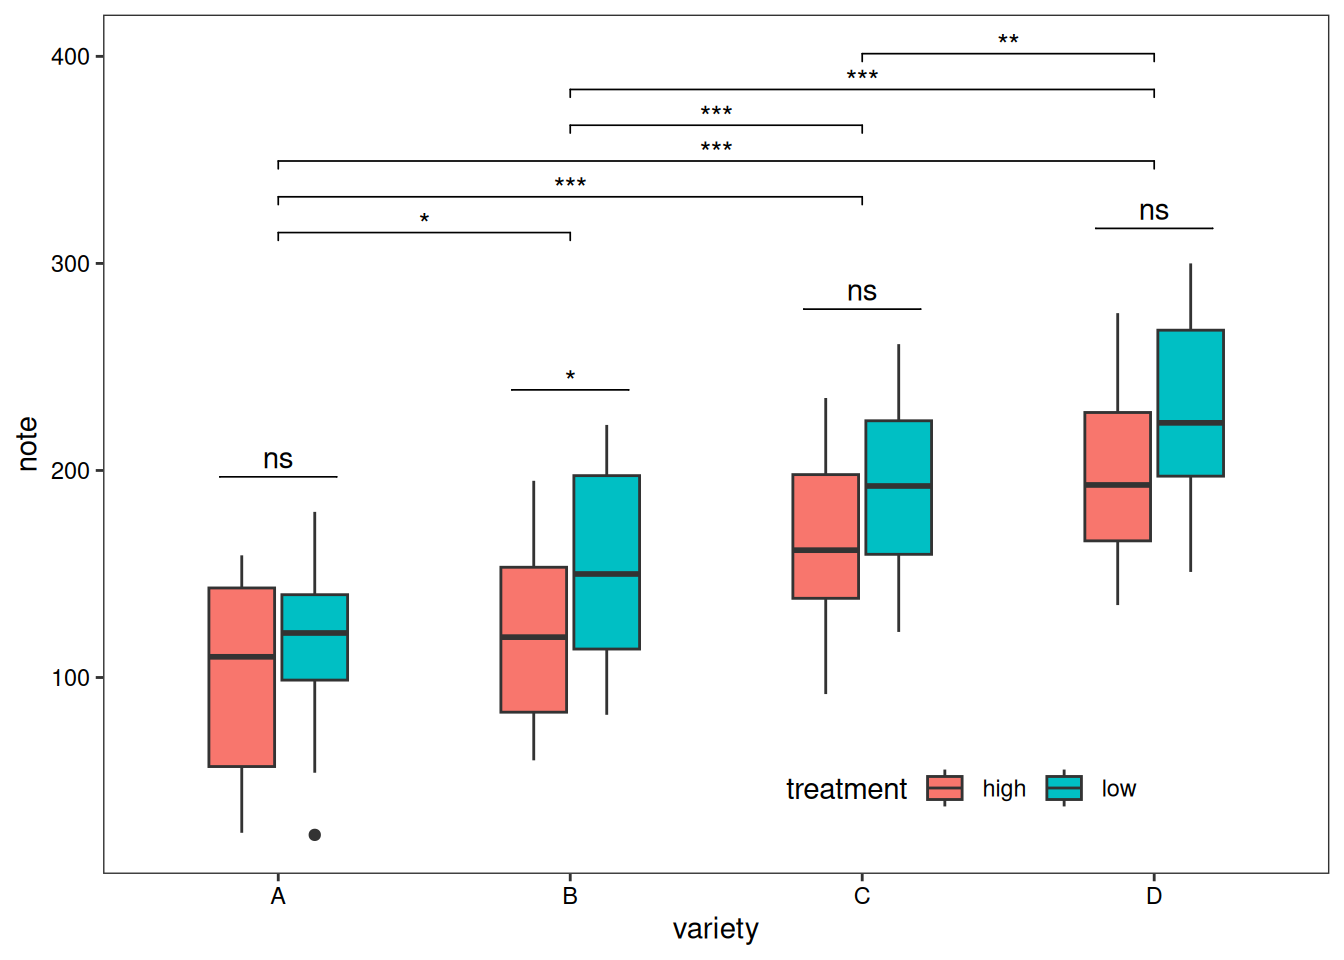 400
**
***
***
***
***
*
ns
300
ns
*
note
200
ns
100
treatment high low
A B C D
variety